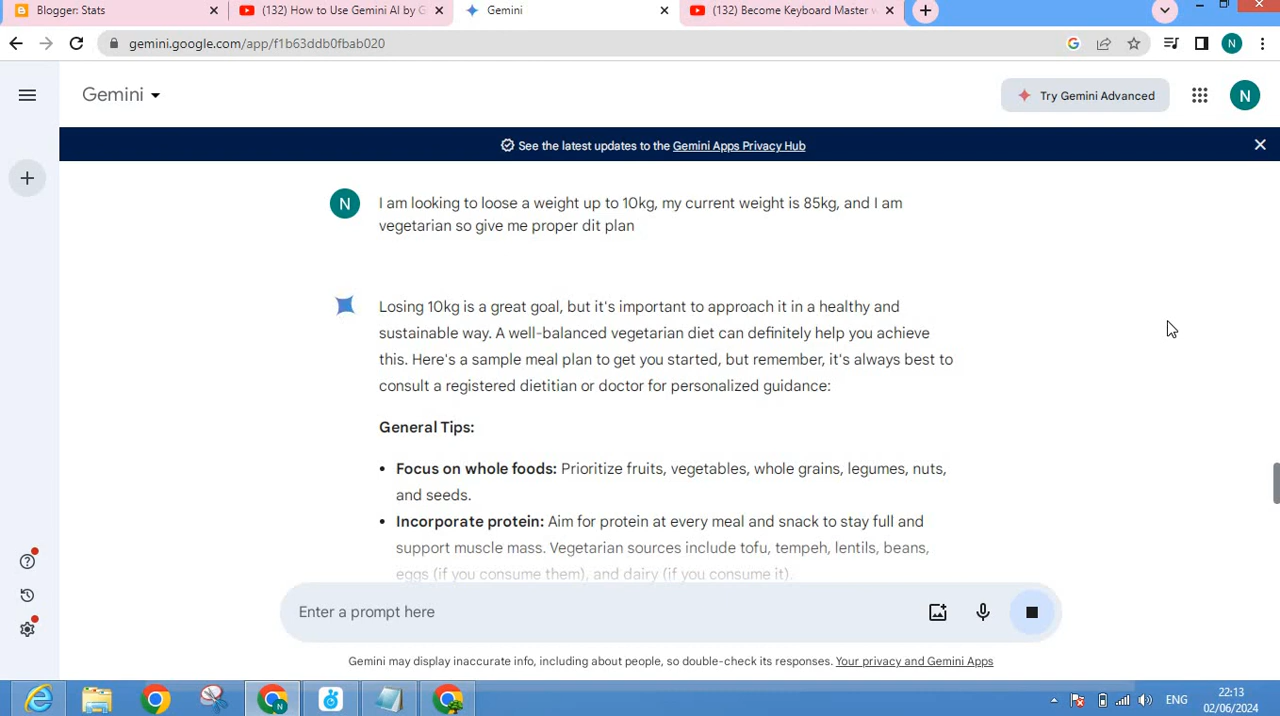 Blogger: Stats
(132) How to Use Gemini AI by G
Gemini
(132) Become Keyboard Master w
gemini.google.com/app/f1b63ddb0fbab020
N
Gemini
Try Gemini Advanced
N
See the latest updates to the Gemini Apps Privacy Hub
N
I am looking to loose a weight up to 10kg, my current weight is 85kg, and I am
vegetarian so give me proper dit plan
Losing 10kg is a great goal, but it's important to approach it in a healthy and
sustainable way. A well-balanced vegetarian diet can definitely help you achieve
this. Here's a sample meal plan to get you started, but remember, it's always best to
consult a registered dietitian or doctor for personalized guidance:
General Tips:
• Focus on whole foods: Prioritize fruits, vegetables, whole grains, legumes, nuts,
and seeds.
• Incorporate protein: Aim for protein at every meal and snack to stay full and
support muscle mass. Vegetarian sources include tofu, tempeh, lentils, beans,
eggs (if you consume them), and dairy (if you consume it).
Enter a prompt here
Gemini may display inaccurate info, including about people, so double-check its responses. Your privacy and Gemini Apps
ENG
22:13
02/06/2024